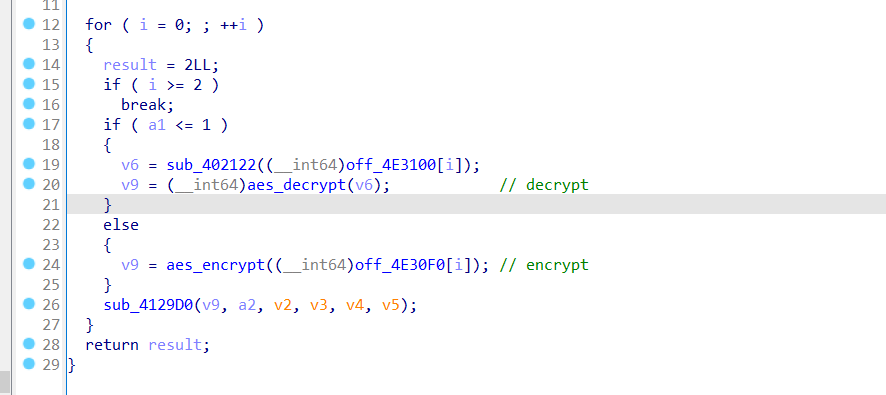 11
12 for ( i = 0; ; ++i )
13 {
14 result = 2LL;
15 if ( i >= 2 )
16 break;
17 if ( a1 <= 1 )
18 {
19 v6 = sub_402122((__int64)off_4E3100[i]);
20 v9 = (__int64)aes_decrypt(v6); // decrypt
21 }
22 else
23 {
24 v9 = aes_encrypt((__int64)off_4E30F0[i]); // encrypt
25 }
26 sub_4129D0(v9, a2, v2, v3, v4, v5);
27 }
28 return result;
29 }